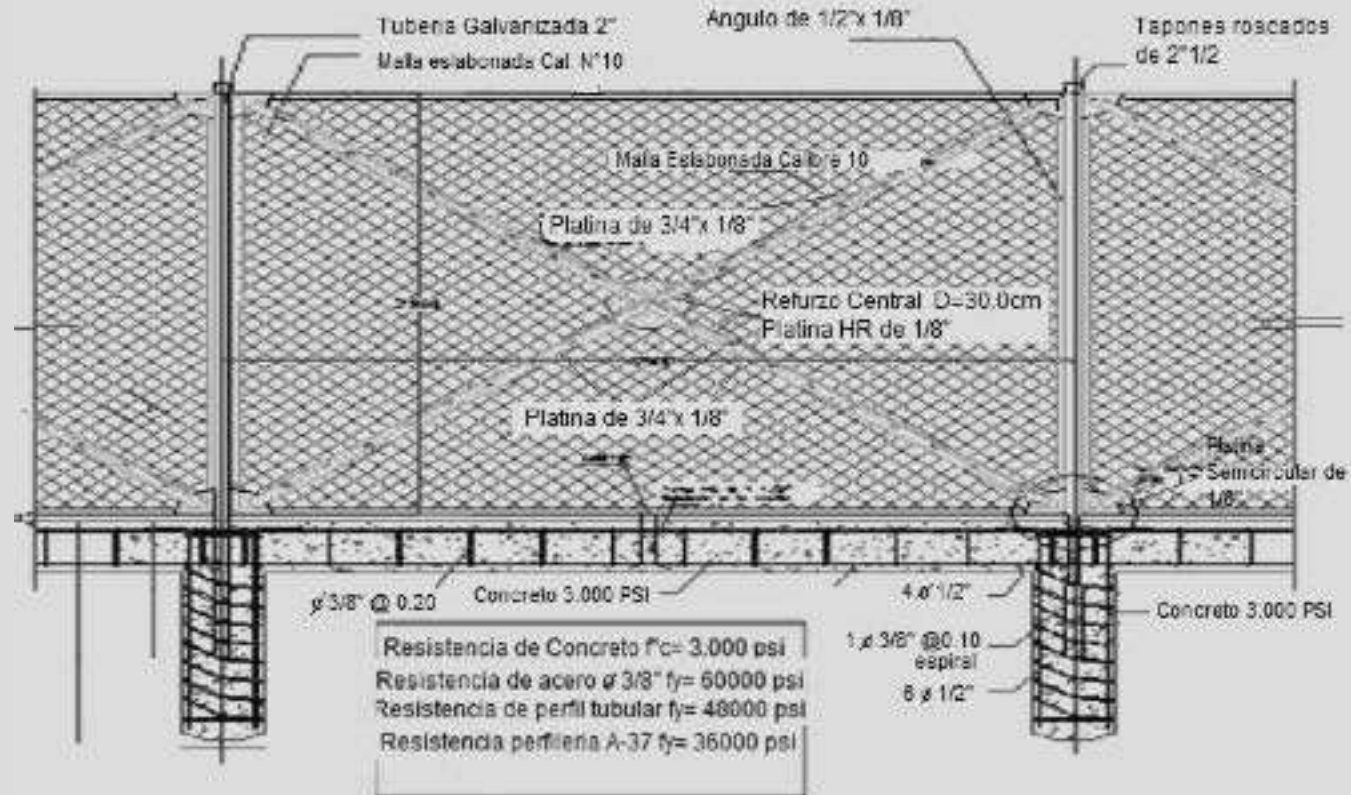 Tuberia Galvanizada 2"
Malla eslabonada Cal. N°10
Angulo de 1/2"x 1/8"
Tapones roscados
de 2"1/2
Malla Eslabonada Calibre 10
Platina de 3/4"x 1/8"
Refurzo Central D=30.0cm
Platina HR de 1/8"
Platina de 3/4"x 1/8"
Platina
Semicircular de
1/8"
ø 3/8" @ 0.20
Concreto 3.000 PSI
4 ø 1/2"
Concreto 3.000 PSI
1 ø 3/8" @0.10
espiral
6 ø 1/2"
Resistencia de Concreto f'c= 3.000 psi
Resistencia de acero ø 3/8" fy= 60000 psi
Resistencia de perfil tubular fy= 48000 psi
Resistencia perfileria A-37 fy= 36000 psi